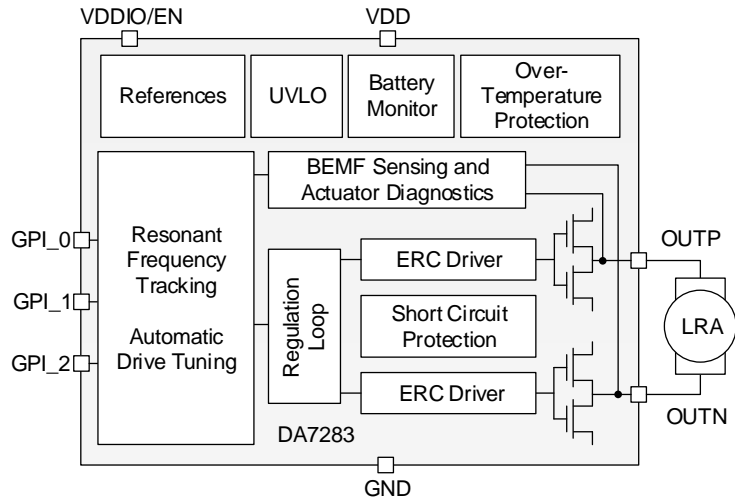 VDDIO/EN
VDD
References
UVLO
Battery
Monitor
Over-
Temperature
Protection
BEMF Sensing and
Actuator Diagnostics
GPI_0
GPI_1
GPI_2
Resonant
Frequency
Tracking
Automatic
Drive Tuning
Regulation
Loop
ERC Driver
Short Circuit
Protection
ERC Driver
OUTP
LRA
OUTN
DA7283
GND